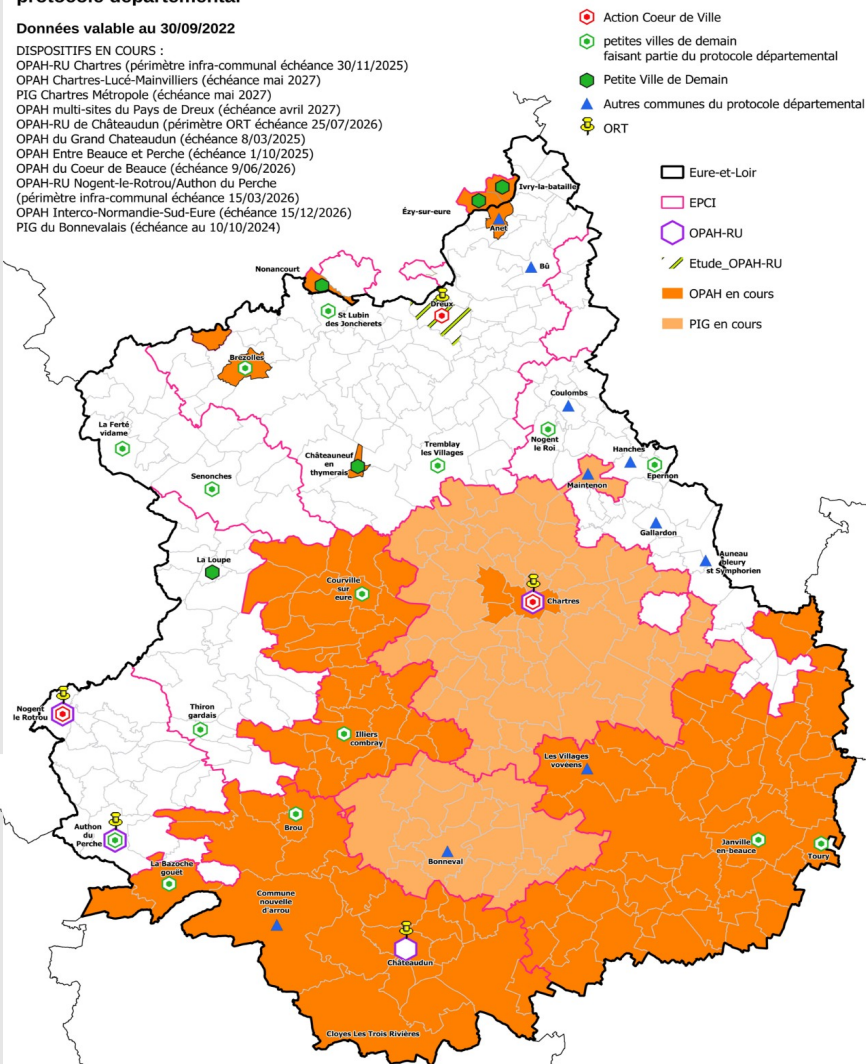 protocole départemental
Données valable au 30/09/2022
DISPOSITIFS EN COURS :
OPAH-RU Chartres (périmètre infra-communal échéance 30/11/2025)
OPAH Chartres-Lucé-Mainvilliers (échéance mai 2027)
PIG Chartres Métropole (échéance mai 2027)
OPAH multi-sites du Pays de Dreux (échéance avril 2027)
OPAH-RU de Châteaudun (périmètre ORT échéance 25/07/2026)
OPAH du Grand Chateaudun (échéance 8/03/2025)
OPAH Entre Beauce et Perche (échéance 1/10/2025)
OPAH du Coeur de Beauce (échéance 9/06/2026)
OPAH-RU Nogent-le-Rotrou/Authon du Perche
(périmètre infra-communal échéance 15/03/2026)
OPAH Interco-Normandie-Sud-Eure (échéance 15/12/2026)
PIG du Bonnevalais (échéance au 10/10/2024)
Action Coeur de Ville
petites villes de demain
faisant partie du protocole départemental
Petite Ville de Demain
Autres communes du protocole départemental
ORT
Eure-et-Loir
EPCI
OPAH-RU
Etude_OPAH-RU
OPAH en cours
PIG en cours
Ivry-la-bataille
Ézy-sur-eure
Anet
Bû
Nonancourt
Dreux
St Lubin
des Joncherets
Brézolles
Coulombs
La Ferté
vidame
Nogent
le Roi
Châteauneuf
en
thymerais
Tremblay
les Villages
Hanches
Epernon
Senonches
Maintenon
Gallardon
Auneau
bleury
st Symphorien
La Loupe
Courville
sur
eure
Chartres
Nogent
le Rotrou
Thiron
gardais
Illiers
combray
Les Villages
vovéens
Brou
Authon
du
Perche
Janville
en-beauce
Toury
Bonneval
La Bazoche
gouët
Commune
nouvelle
d'arrou
Châteaudun
Cloyes Les Trois Rivières